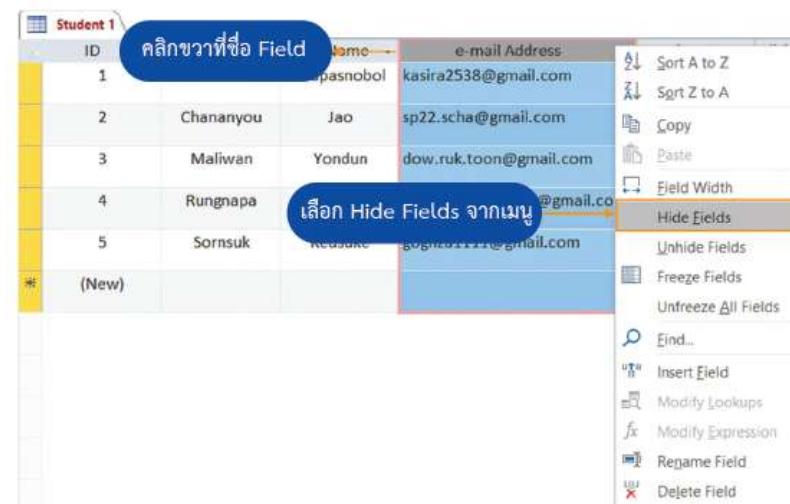 Student 1
ID คลิกขวาที่ชื่อ Field Name e-mail Address
1 kasira2538@gmail.com
2 Chananyou Jao sp22.scha@gmail.com
3 Maliwan Yondun dow.ruk.toon@gmail.com
4 Rungnapa @gmail.co
เลือก Hide Fields จากเมนู
5 Sornsuk
(New)
Sort A to Z
Sort Z to A
Copy
Paste
Field Width
Hide Fields
Unhide Fields
Freeze Fields
Unfreeze All Fields
Find...
Insert Field
Modify Lookups
fx Modify Expression
Rename Field
Delete Field